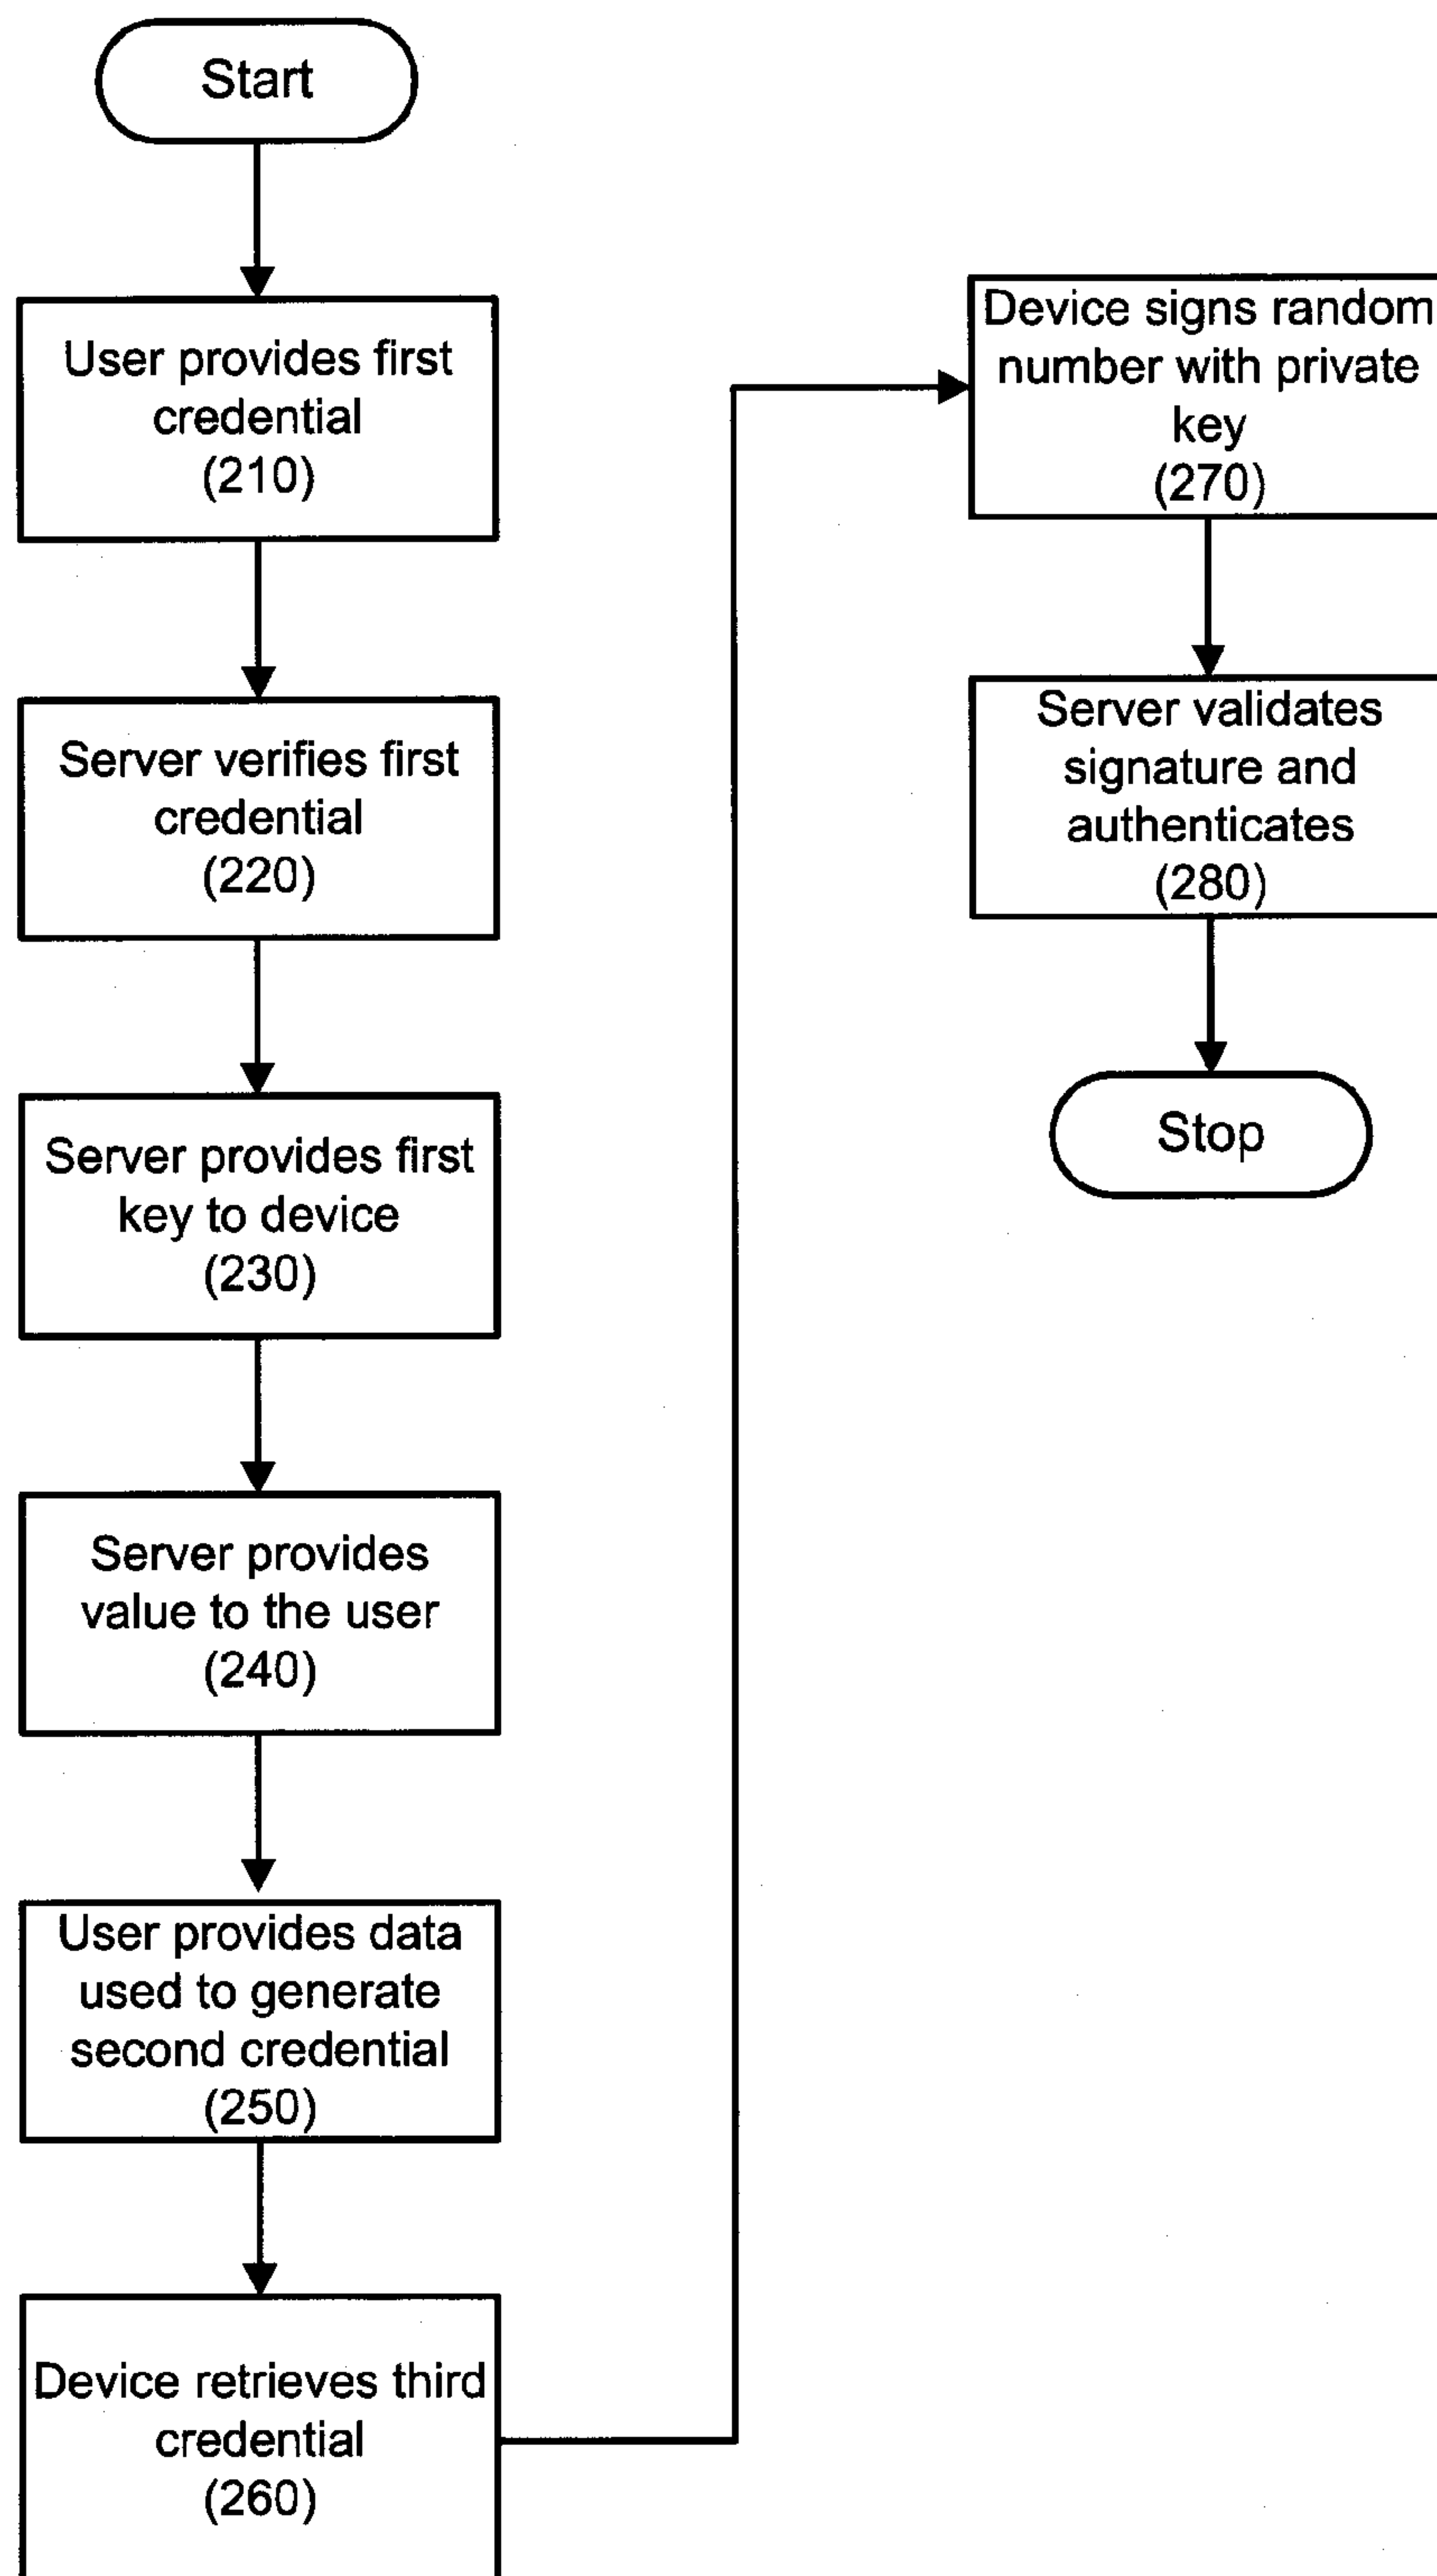 Start
User provides first
credential
(210)
Server verifies first
credential
(220)
Server provides first
key to device
(230)
Server provides
value to the user
(240)
User provides data
used to generate
second credential
(250)
Device retrieves third
credential
(260)
Device signs random
number with private
key
(270)
Server validates
signature and
authenticates
(280)
Stop